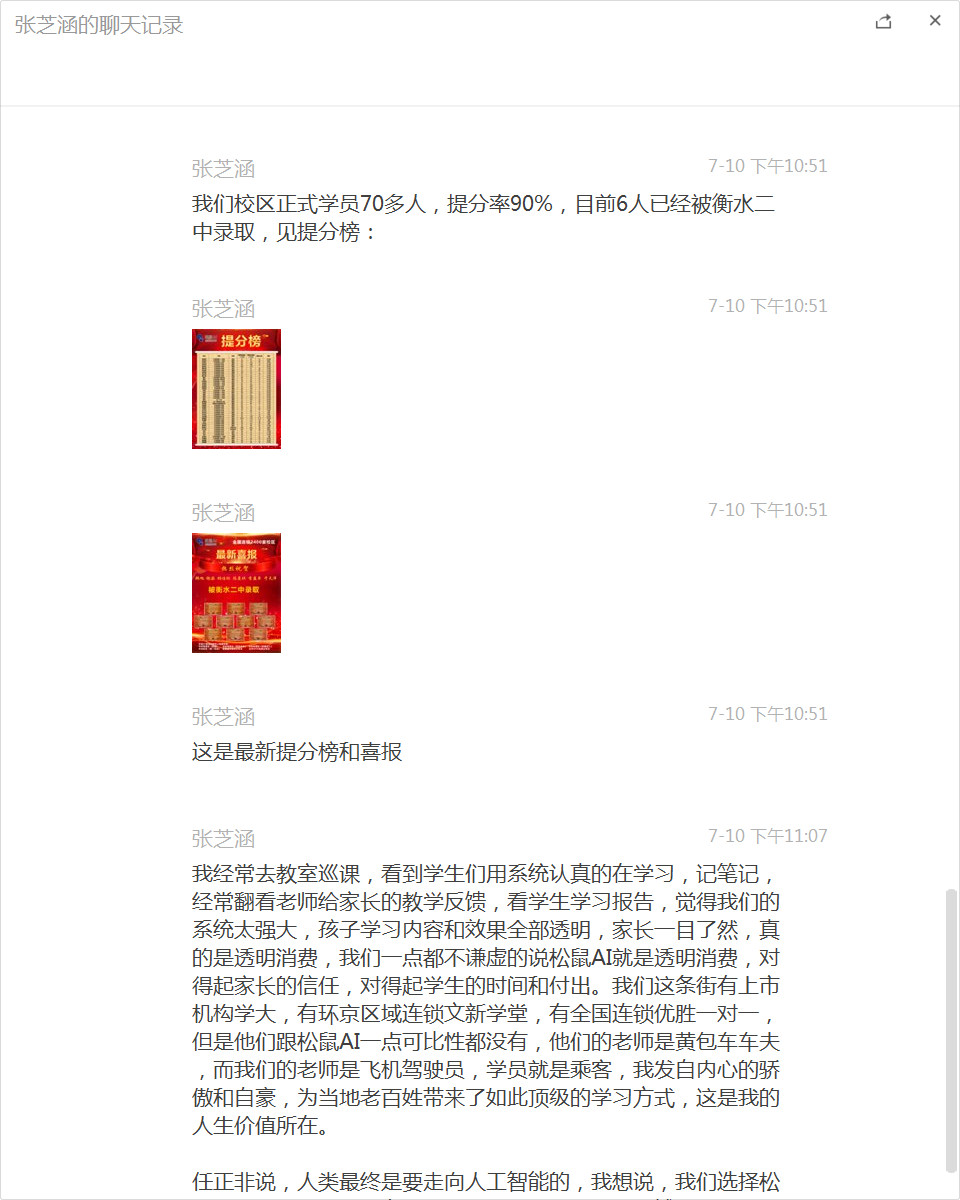 张芝涵的聊天记录
张芝涵
7-10 下午10:51
我们校区正式学员70多人，提分率90%，目前6人已经被衡水二
中录取，见提分榜：
张芝涵
7-10 下午10:51
提分榜
张芝涵
7-10 下午10:51
最新喜报
被衡水二中录取
张芝涵
7-10 下午10:51
这是最新提分榜和喜报
张芝涵
7-10 下午11:07
我经常去教室巡课，看到学生们用系统认真的在学习，记笔记，
经常翻看老师给家长的教学反馈，看学生学习报告，觉得我们的
系统太强大，孩子学习内容和效果全部透明，家长一目了然，真
的是透明消费，我们一点都不谦虚的说松鼠AI就是透明消费，对
得起家长的信任，对得起学生的时间和付出。我们这条街有上市
机构学大，有环京区域连锁文新学堂，有全国连锁优胜一对一，
但是他们跟松鼠AI一点可比性都没有，他们的老师是黄包车车夫
，而我们的老师是飞机驾驶员，学员就是乘客，我发自内心的骄
傲和自豪，为当地老百姓带来了如此顶级的学习方式，这是我的
人生价值所在。
任正非说，人类最终是要走向人工智能的，我想说，我们选择松